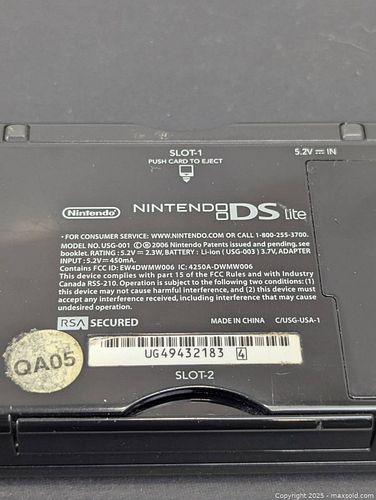 SLOT-1
PUSH CARD TO EJECT
5.2V ⎓ IN
Nintendo
NINTENDO DS lite
• FOR CONSUMER SERVICE: WWW.NINTENDO.COM OR CALL 1-800-255-3700.
MODEL NO. USG-001 ©Ⓜ 2006 Nintendo Patents issued and pending, see
booklet. RATING : 5.2V⎓ 2.3W, BATTERY : Li-ion ( USG-003 ) 3.7V, ADAPTER
INPUT : 5.2V⎓ 450mA.
Contains FCC ID: EW4DWMW006 IC: 4250A-DWMW006
This device complies with part 15 of the FCC Rules and with Industry
Canada RSS-210. Operation is subject to the following two conditions: (1)
this device may not cause harmful interference, and (2) this device must
accept any interference received, including interference that may cause
undesired operation.
RSA SECURED
MADE IN CHINA
C/USG-USA-1
QA05
UG49432183 4
SLOT-2
Copyright 2025 - maxsold.com